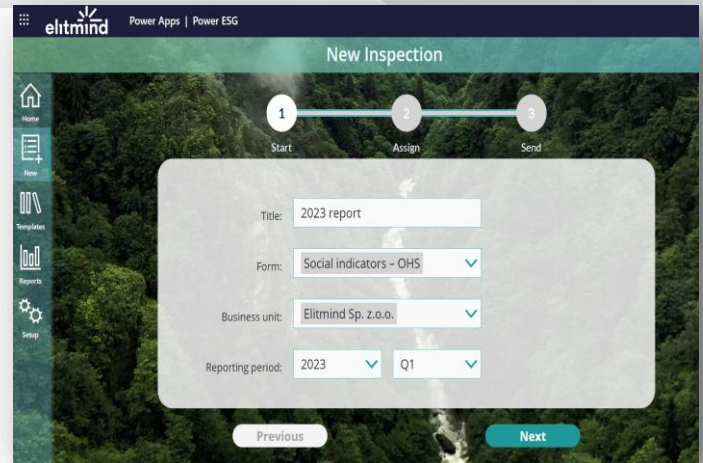 elitmind Power Apps | Power ESG
New Inspection
Home
New
Templates
Reports
Setup
1 2 3
Start Assign Send
Title: 2023 report
Form: Social indicators – OHS
Business unit: Elitmind Sp. z.o.o.
Reporting period: 2023 Q1
Previous Next